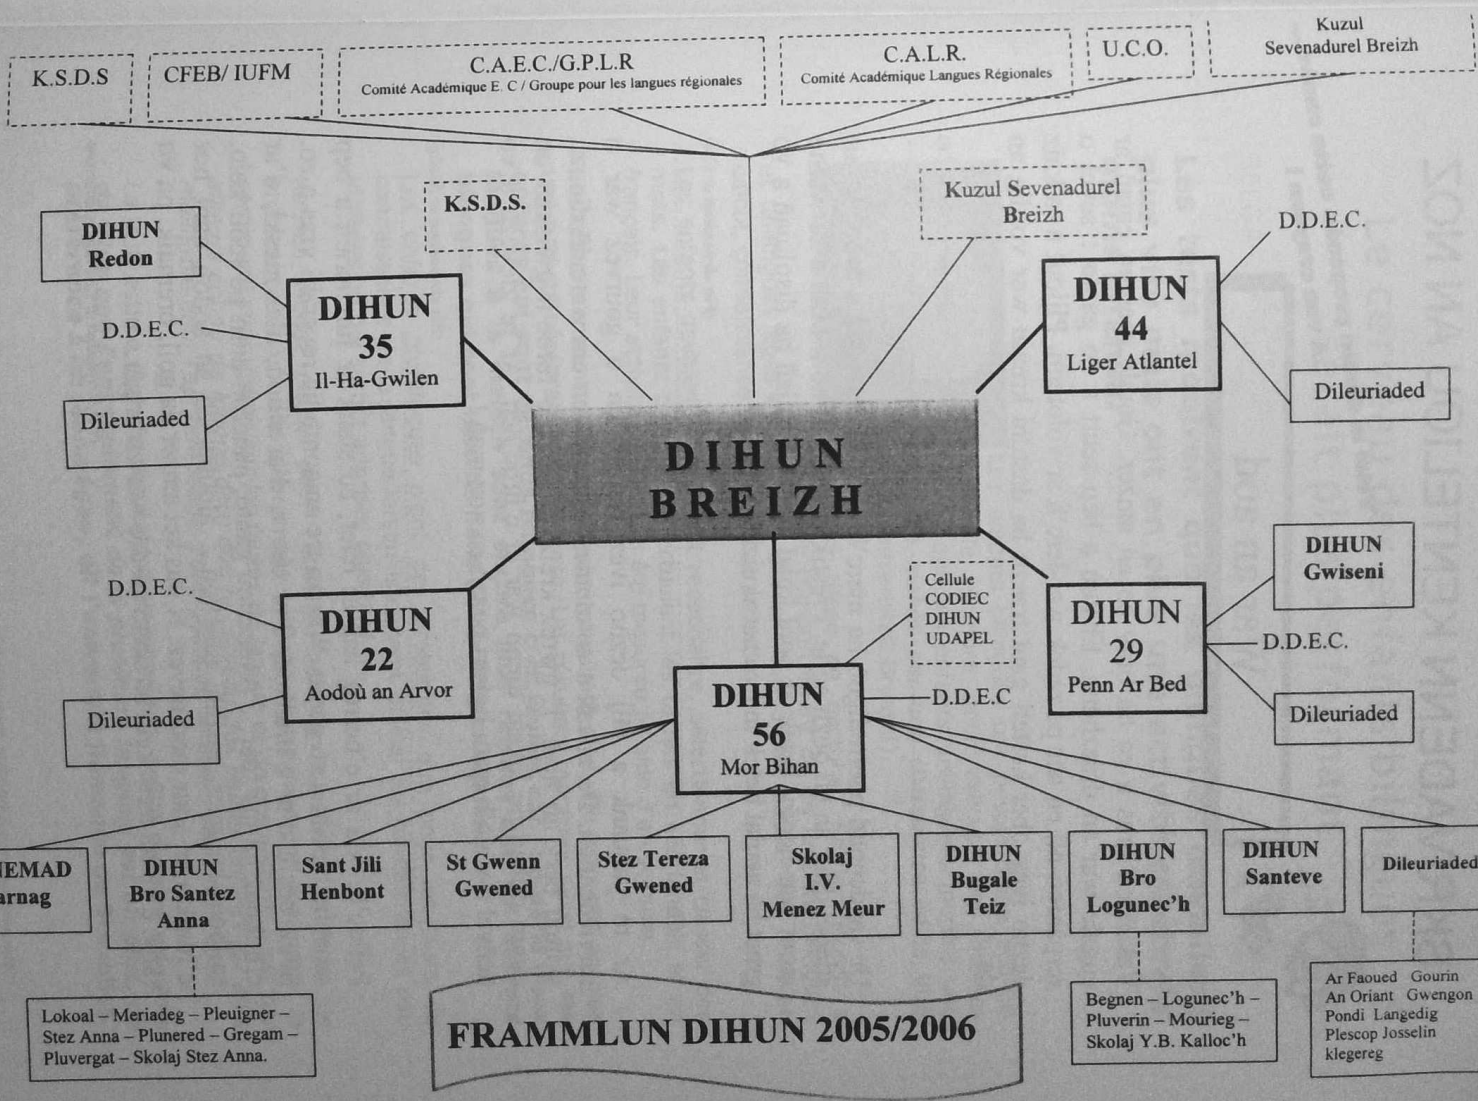 K.S.D.S
CFEB/ IUFM
C.A.E.C./G.P.L.R
Comité Académique E. C / Groupe pour les langues régionales
C.A.L.R.
Comité Académique Langues Régionales
U.C.O.
Kuzul
Sevenadurel Breizh
K.S.D.S.
Kuzul Sevenadurel
Breizh
DIHUN
Redon
D.D.E.C.
Dileuriaded
DIHUN
35
Il-Ha-Gwilen
DIHUN
44
Liger Atlantel
D.D.E.C.
Dileuriaded
DIHUN
BREIZH
D.D.E.C.
Dileuriaded
DIHUN
22
Aodoù an Arvor
Cellule
CODIEC
DIHUN
UDAPEL
DIHUN
56
Mor Bihan
D.D.E.C
DIHUN
29
Penn Ar Bed
DIHUN
Gwiseni
D.D.E.C.
Dileuriaded
EMAD
arnag
DIHUN
Bro Santez
Anna
Sant Jili
Henbont
St Gwenn
Gwened
Stez Tereza
Gwened
Skolaj
I.V.
Menez Meur
DIHUN
Bugale
Teiz
DIHUN
Bro
Logunec'h
DIHUN
Santeve
Dileuriaded
Lokoal – Meriadeg – Pleuigner –
Stez Anna – Plunered – Gregam –
Pluvergat – Skolaj Stez Anna.
FRAMMLUN DIHUN 2005/2006
Begnen – Logunec'h –
Pluverin – Mourieg –
Skolaj Y.B. Kalloc'h
Ar Faoued Gourin
An Oriant Gwengon
Pondi Langedig
Plescop Josselin
klegereg